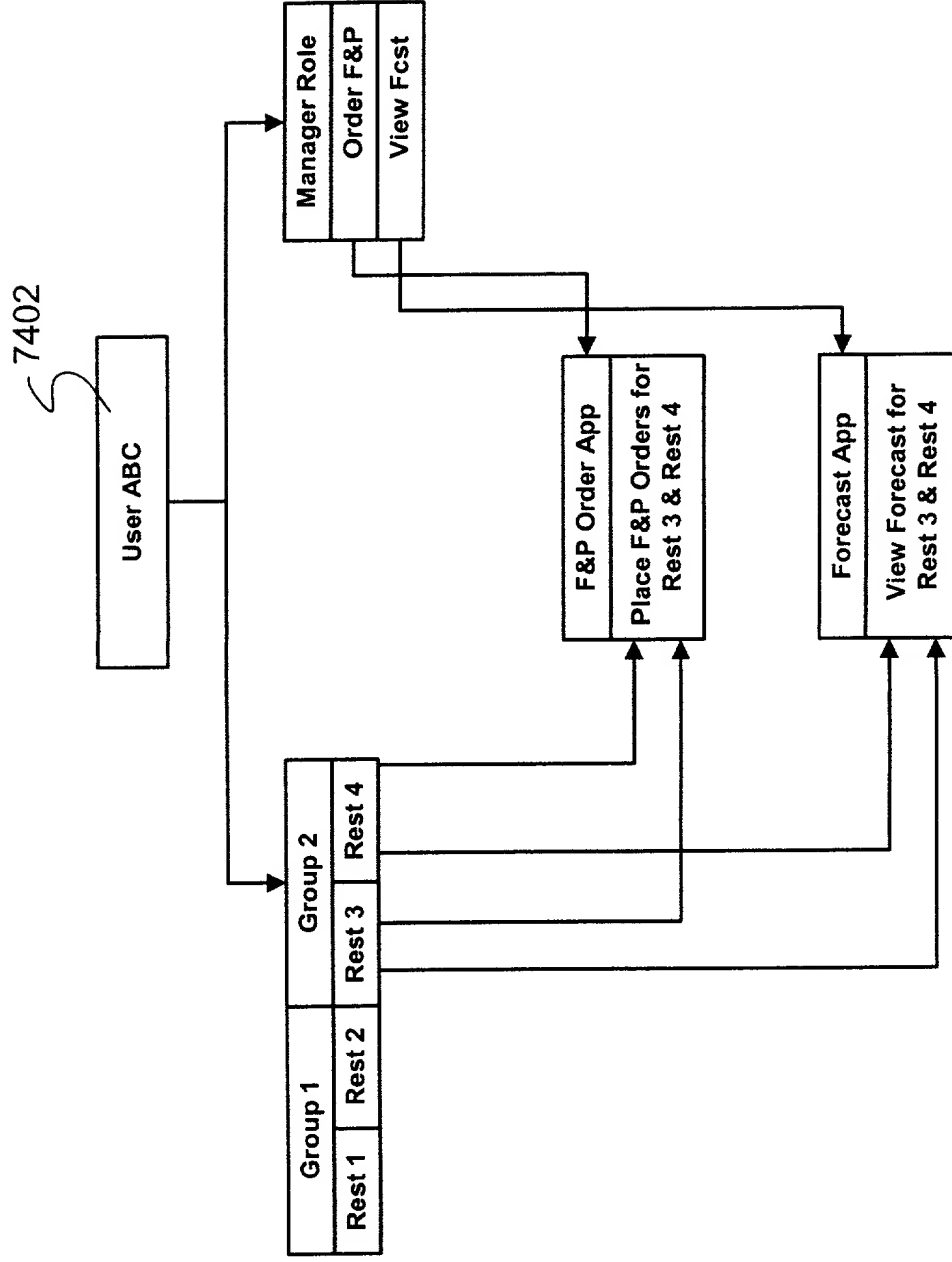 7402
User ABC
Group 1
Group 2
Rest 1
Rest 2
Rest 3
Rest 4
Manager Role
Order F&P
View Fcst
F&P Order App
Place F&P Orders for
Rest 3 & Rest 4
Forecast App
View Forecast for
Rest 3 & Rest 4